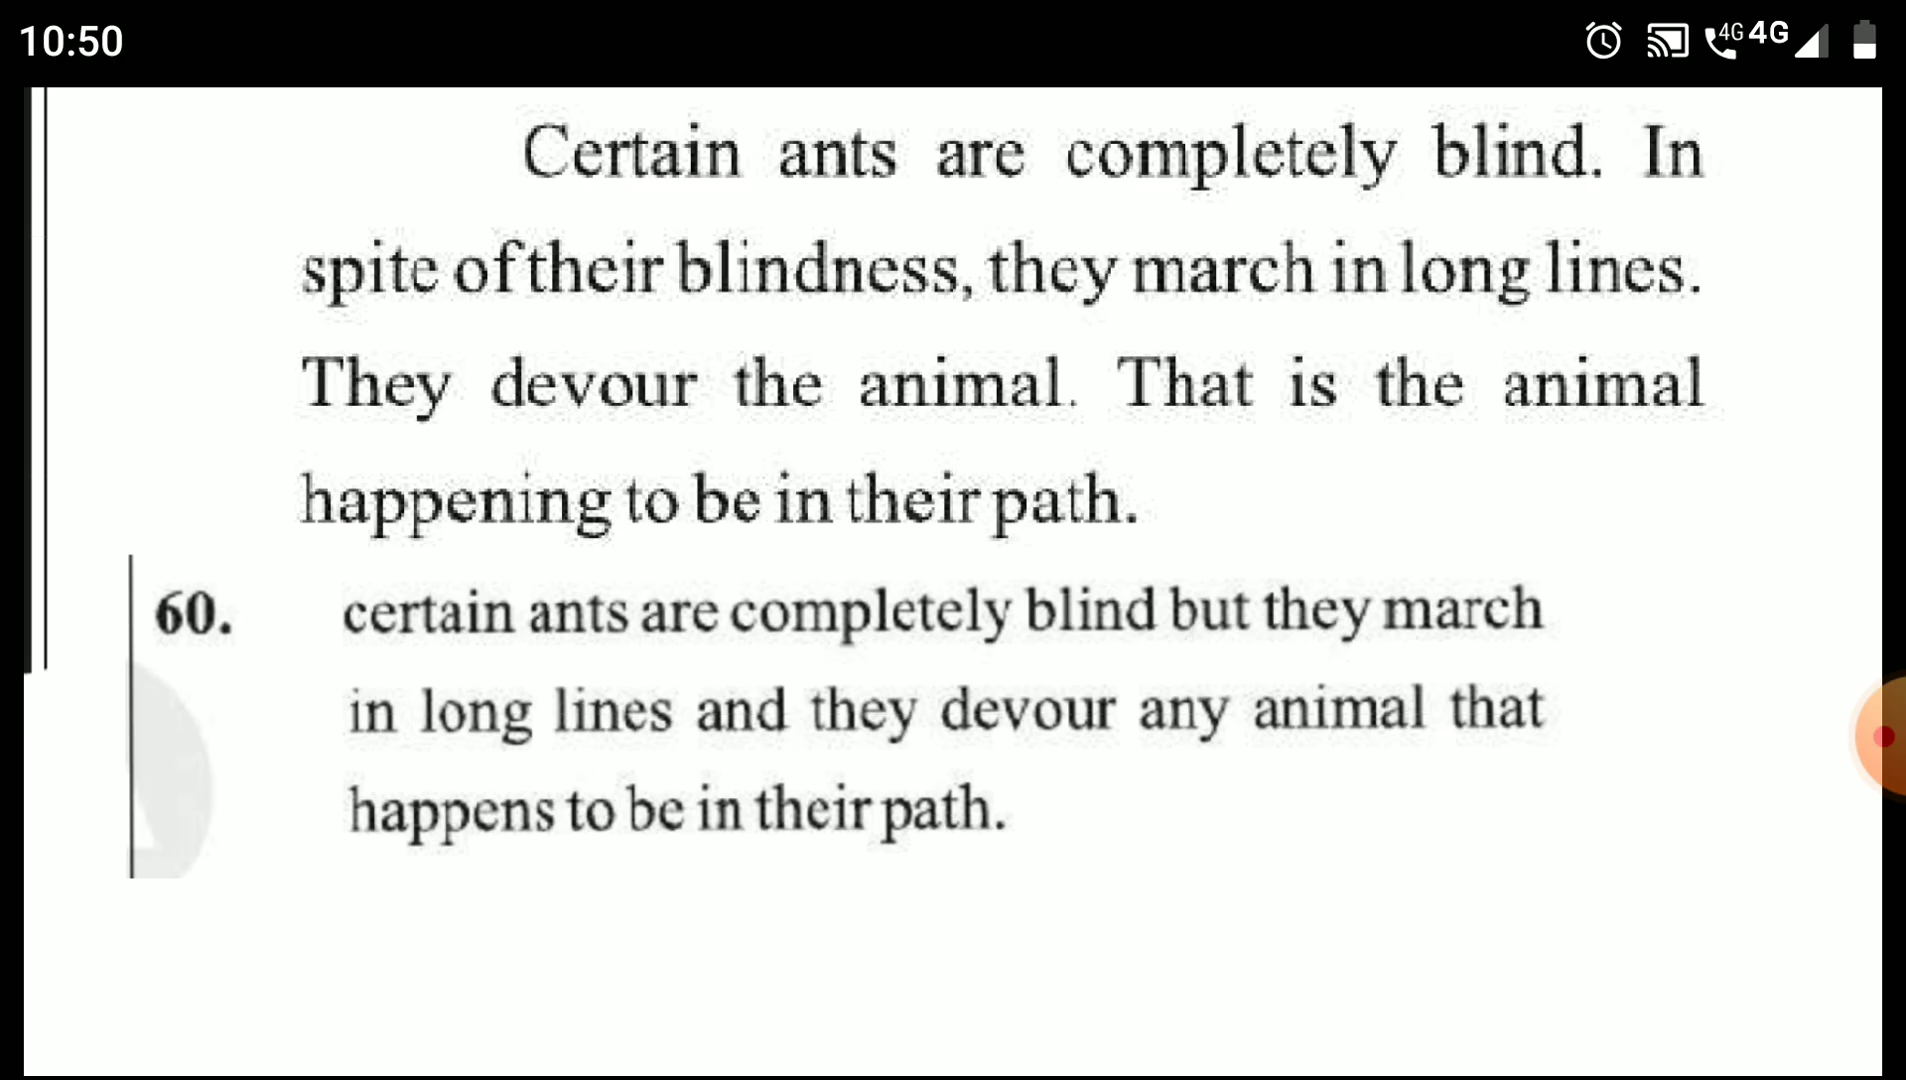 10:50
4G 4G
Certain ants are completely blind. In
spite of their blindness, they march in long lines.
They devour the animal. That is the animal
happening to be in their path.
60. certain ants are completely blind but they march
in long lines and they devour any animal that
happens to be in their path.